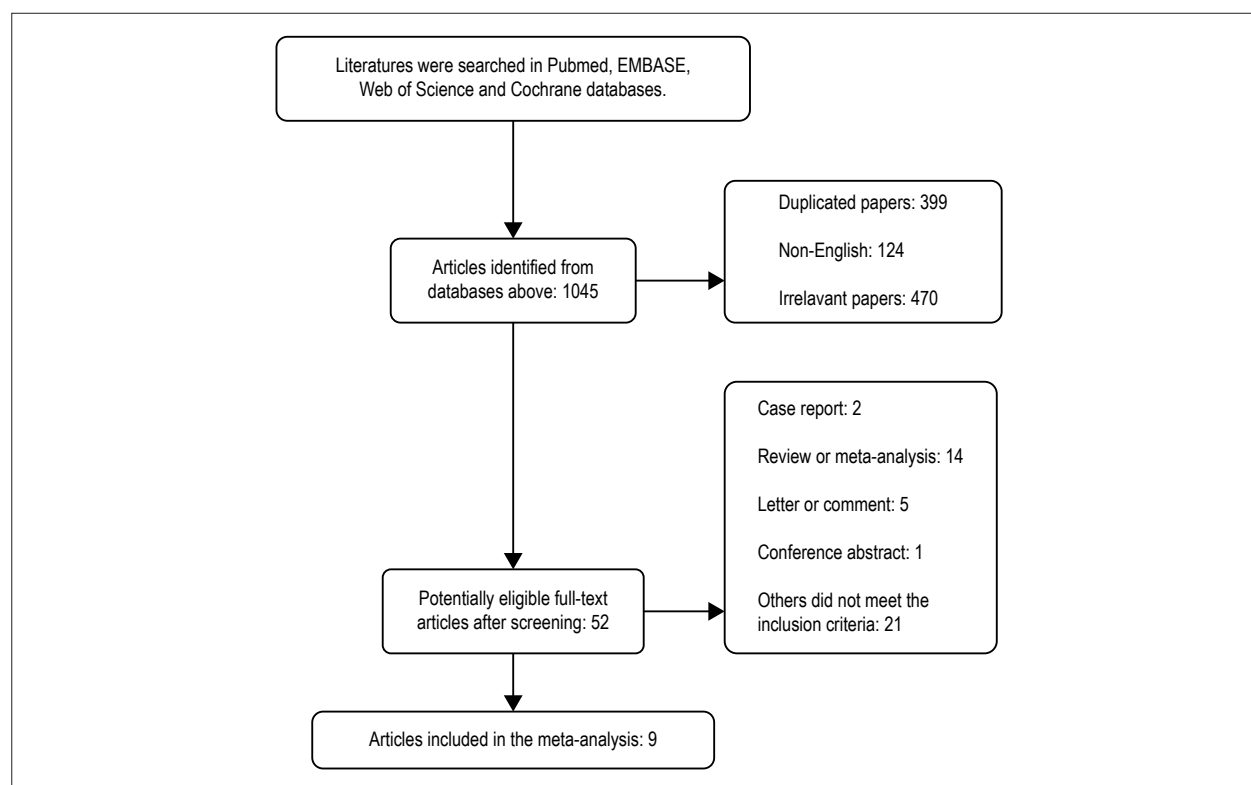 Literatures were searched in Pubmed, EMBASE,
Web of Science and Cochrane databases.
Duplicated papers: 399
Non-English: 124
Irrelavant papers: 470
Articles identified from
databases above: 1045
Case report: 2
Review or meta-analysis: 14
Letter or comment: 5
Conference abstract: 1
Others did not meet the
inclusion criteria: 21
Potentially eligible full-text
articles after screening: 52
Articles included in the meta-analysis: 9